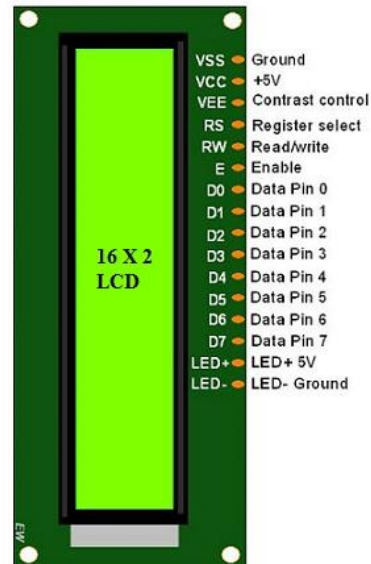 VSS Ground
VCC +5V
VEE Contrast control
RS Register select
RW Read/write
E Enable
D0 Data Pin 0
D1 Data Pin 1
D2 Data Pin 2
D3 Data Pin 3
D4 Data Pin 4
D5 Data Pin 5
D6 Data Pin 6
D7 Data Pin 7
LED+ LED+ 5V
LED- LED- Ground
16 X 2
LCD
EW